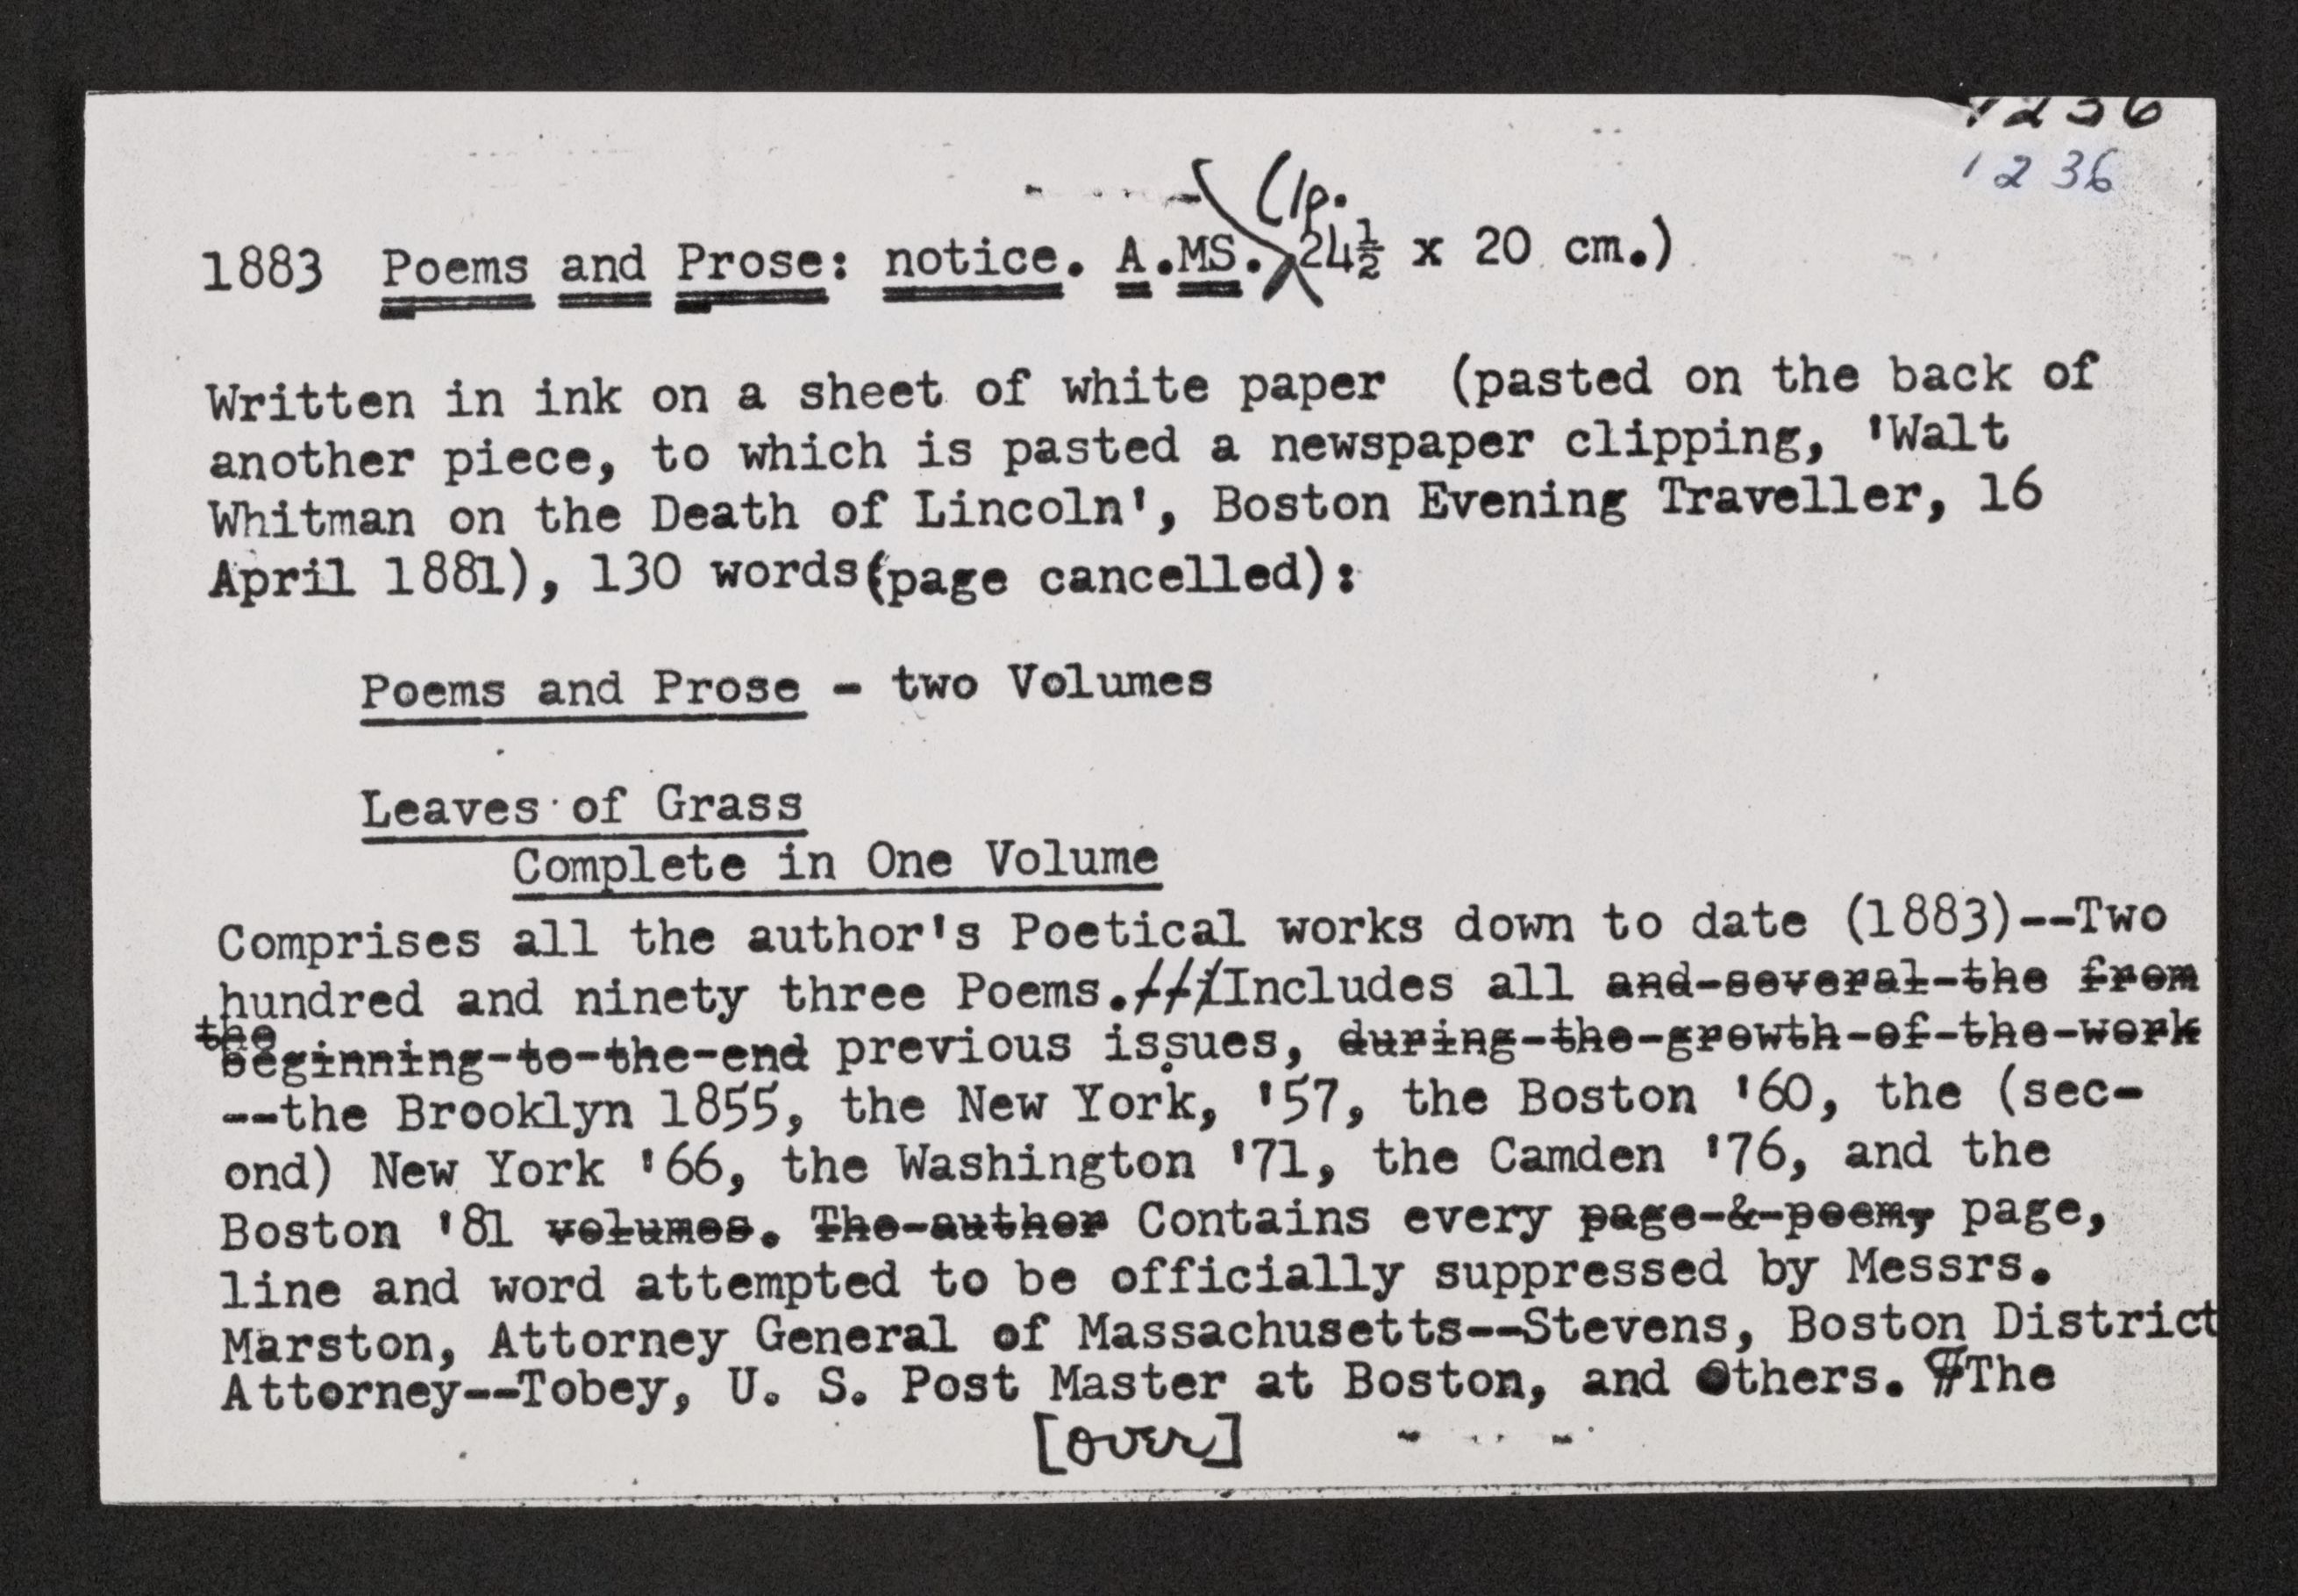 1236
1236
(1p.
1883 Poems and Prose: notice. A.MS. 24½ x 20 cm.)
Written in ink on a sheet of white paper (pasted on the back of
another piece, to which is pasted a newspaper clipping, 'Walt
Whitman on the Death of Lincoln', Boston Evening Traveller, 16
April 1881), 130 words(page cancelled):
Poems and Prose - two Volumes
Leaves of Grass
Complete in One Volume
Comprises all the author's Poetical works down to date (1883)--Two
hundred and ninety three Poems.//iIncludes all and-several-the from
the
beginning-to-the-end previous issues, during-the-growth-of-the-work
--the Brooklyn 1855, the New York, '57, the Boston '60, the (sec-
ond) New York '66, the Washington '71, the Camden '76, and the
Boston '81 volumes. The-author Contains every page-&-poem, page,
line and word attempted to be officially suppressed by Messrs.
Marston, Attorney General of Massachusetts--Stevens, Boston District
Attorney--Tobey, U. S. Post Master at Boston, and Others. ¶The
[over]